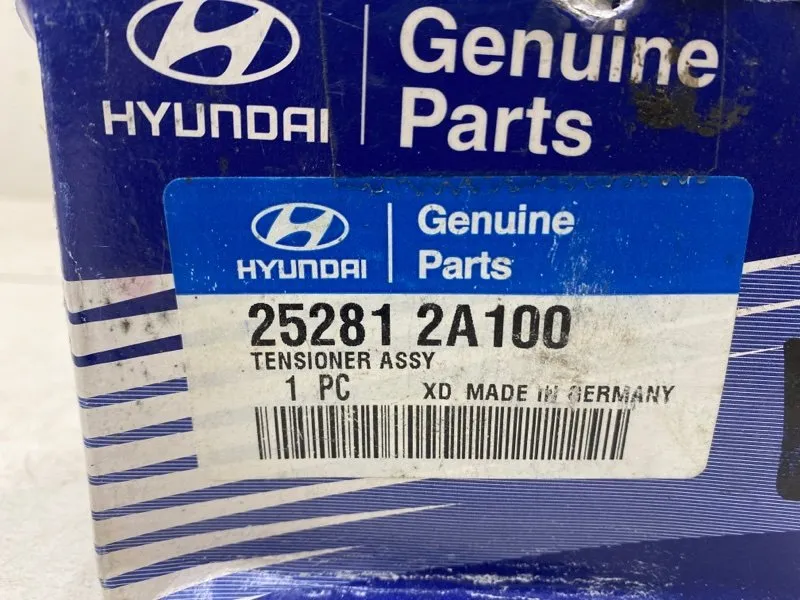 HYUNDAI
Genuine
Parts
HYUNDAI
Genuine
Parts
25281 2A100
TENSIONER ASSY
1 PC XD MADE IN GERMANY